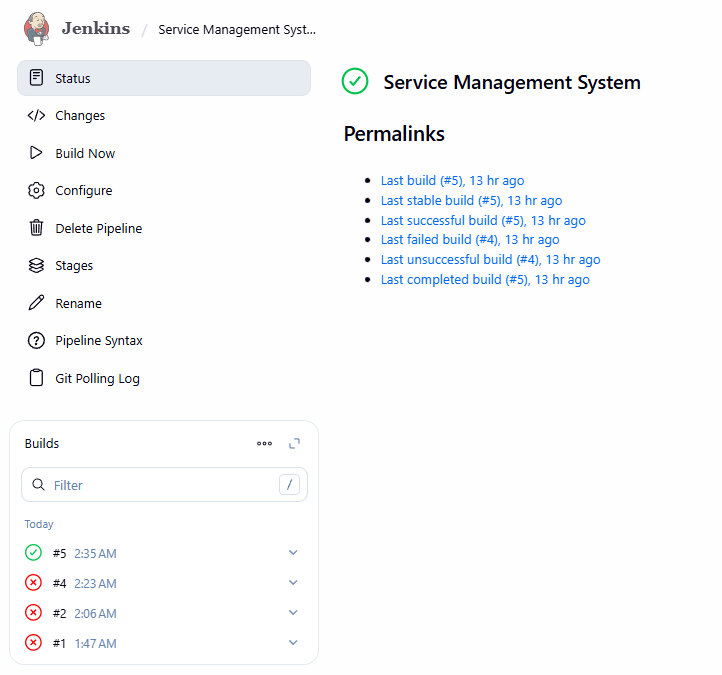 Jenkins / Service Management Syst...
Status
Changes
Build Now
Configure
Delete Pipeline
Stages
Rename
Pipeline Syntax
Git Polling Log
Builds
Filter /
Today
#5 2:35 AM
#4 2:23 AM
#2 2:06 AM
#1 1:47 AM
Service Management System
Permalinks
Last build (#5), 13 hr ago
Last stable build (#5), 13 hr ago
Last successful build (#5), 13 hr ago
Last failed build (#4), 13 hr ago
Last unsuccessful build (#4), 13 hr ago
Last completed build (#5), 13 hr ago